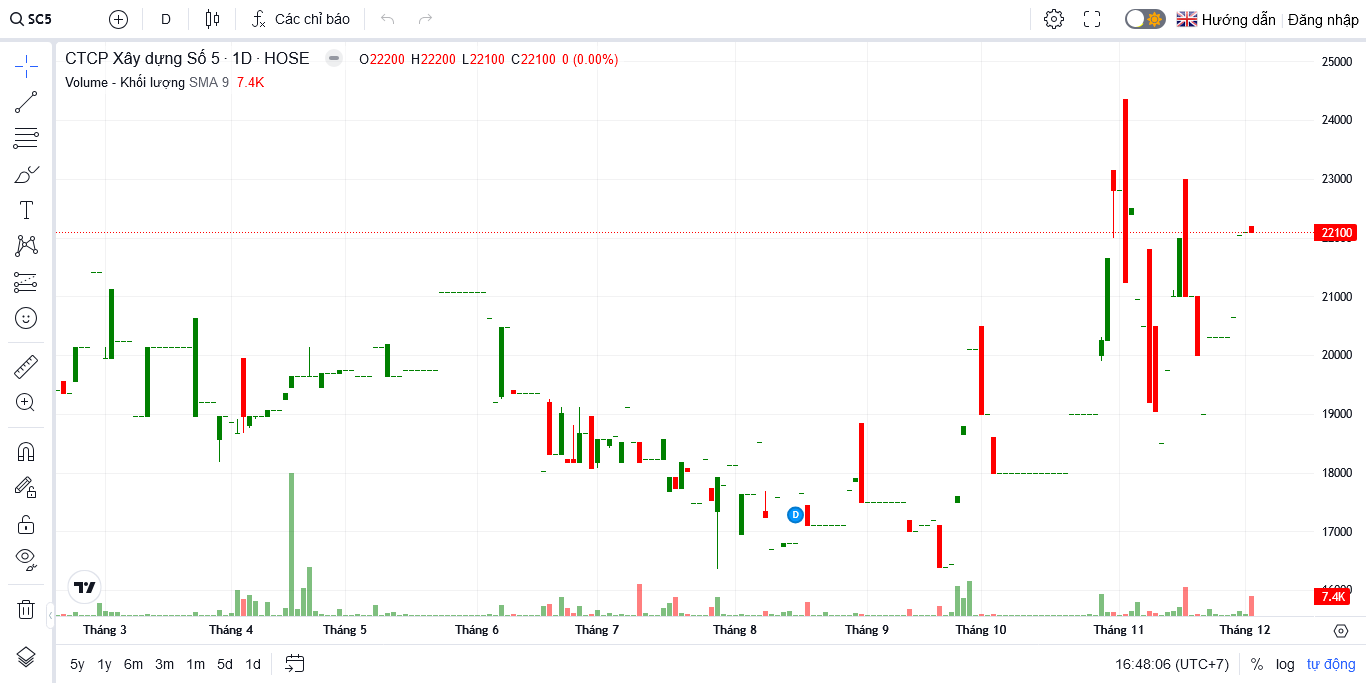 SC5 D Các chỉ báo Hướng dẫn Đăng nhập
CTCP Xây dựng Số 5 · 1D · HOSE O22200 H22200 L22100 C22100 0 (0.00%)
Volume - Khối lượng SMA 9 7.4K
25000
24000
23000
22100
21000
20000
19000
18000
17000
7.4K
D
Tháng 3 Tháng 4 Tháng 5 Tháng 6 Tháng 7 Tháng 8 Tháng 9 Tháng 10 Tháng 11 Tháng 12
5y 1y 6m 3m 1m 5d 1d 16:48:06 (UTC+7) % log tự động